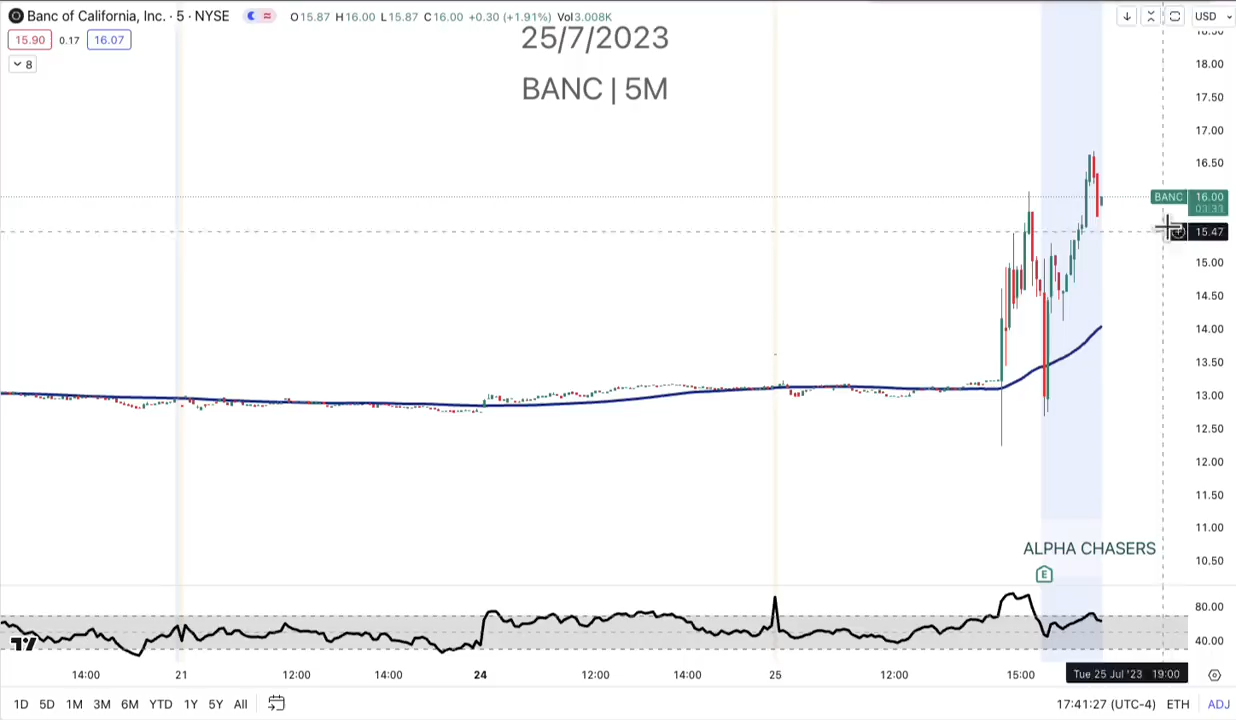 Banc of California, Inc. · 5 · NYSE
O15.87 H16.00 L15.87 C16.00 +0.30 (+1.91%) Vol3.008K
USD
15.90 0.17 16.07
8
25/7/2023
BANC | 5M
18.00
17.50
17.00
16.50
BANC 16.00
15.47
15.00
14.50
14.00
13.50
13.00
12.50
12.00
11.50
11.00
10.50
ALPHA CHASERS
E
80.00
40.00
14:00 21 12:00 14:00 24 12:00 14:00 25 12:00 15:00 Tue 25 Jul '23 19:00
1D 5D 1M 3M 6M YTD 1Y 5Y All
17:41:27 (UTC-4) ETH ADJ